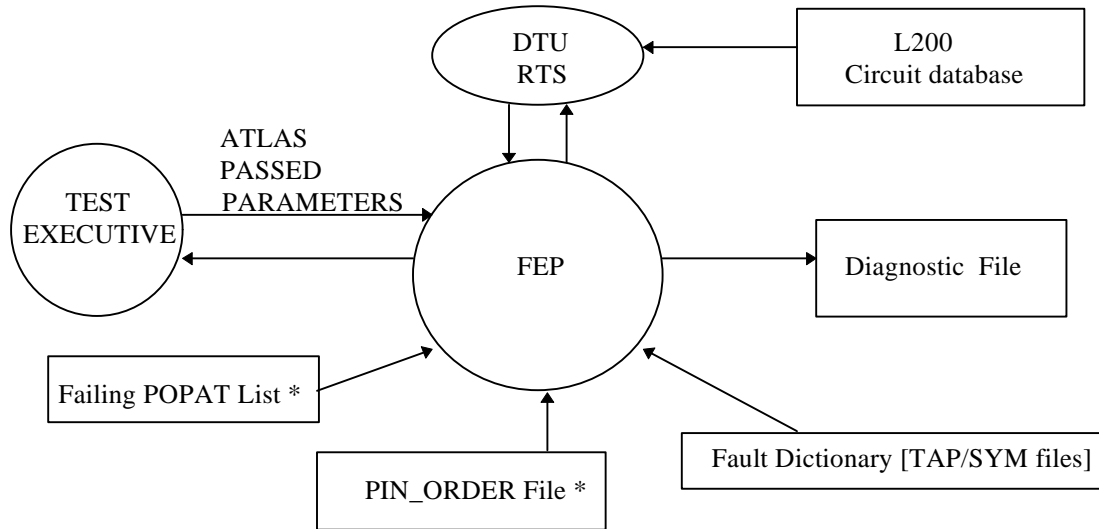 DTU
RTS
L200
Circuit database
ATLAS
PASSED
PARAMETERS
TEST
EXECUTIVE
FEP
Diagnostic File
Failing POPAT List *
PIN_ORDER File *
Fault Dictionary [TAP/SYM files]